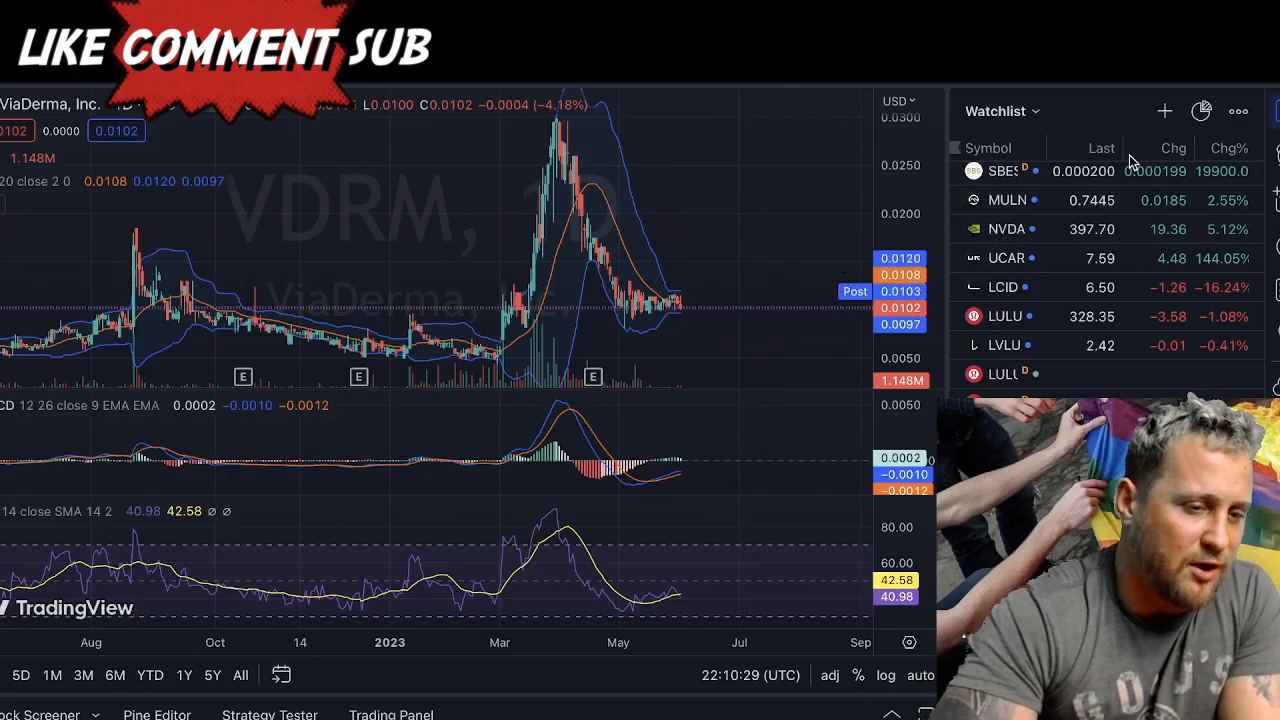 LIKE COMMENT SUB
ViaDerma, Inc.
L0.0100 C0.0102 −0.0004 (−4.18%)
0102 0.0000 0.0102
1.148M
20 close 2 0 0.0108 0.0120 0.0097
VDRM, 1D
ViaDerma, Inc.
USD
0.0300
0.0250
0.0200
0.0120
0.0108
Post 0.0103
0.0102
0.0097
0.0050
1.148M
E E E
CD 12 26 close 9 EMA EMA 0.0002 −0.0010 −0.0012
0.0050
0.0002
−0.0010
−0.0012
14 close SMA 14 2 40.98 42.58 ∅ ∅
80.00
60.00
42.58
40.98
TradingView
Aug Oct 14 2023 Mar May Jul Sep
5D 1M 3M 6M YTD 1Y 5Y All 22:10:29 (UTC) adj % log auto
ock Screener Pine Editor Strategy Tester Trading Panel
Watchlist
Symbol Last Chg Chg%
SBES D 0.000200 0.000199 19900.0
MULN 0.7445 0.0185 2.55%
NVDA 397.70 19.36 5.12%
UCAR 7.59 4.48 144.05%
LCID 6.50 −1.26 −16.24%
LULU 328.35 −3.58 −1.08%
LVLU 2.42 −0.01 −0.41%
LULU D